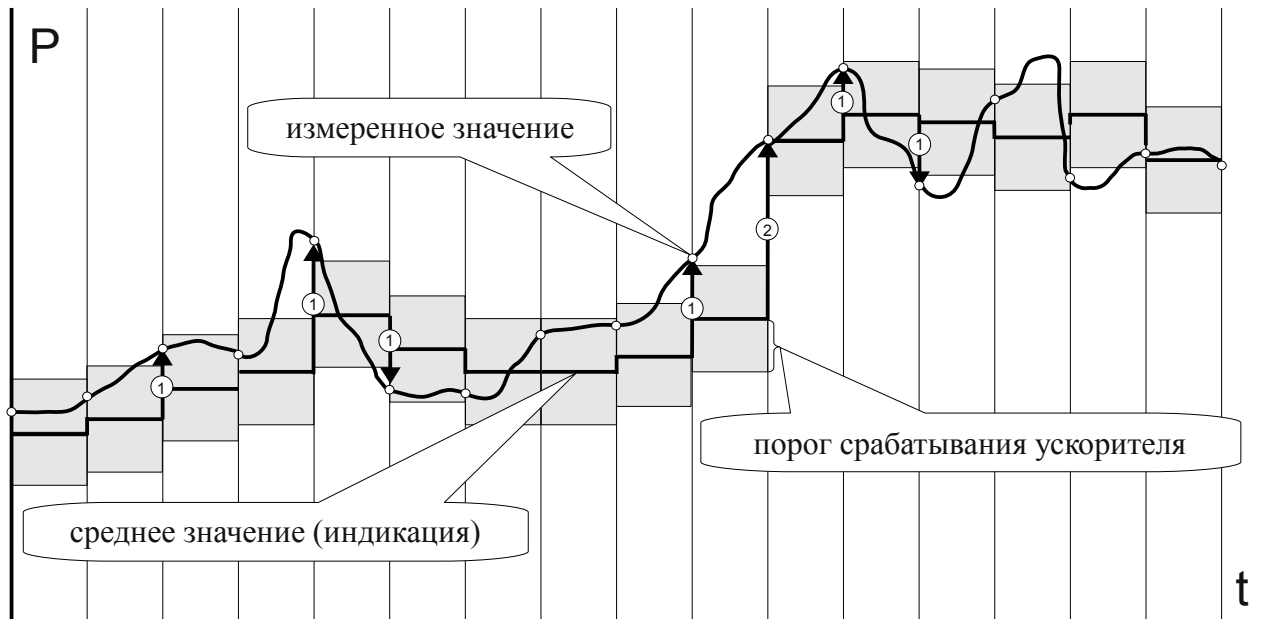 P
измеренное значение
1
1
1
2
1
1
1
1
порог срабатывания ускорителя
среднее значение (индикация)
t